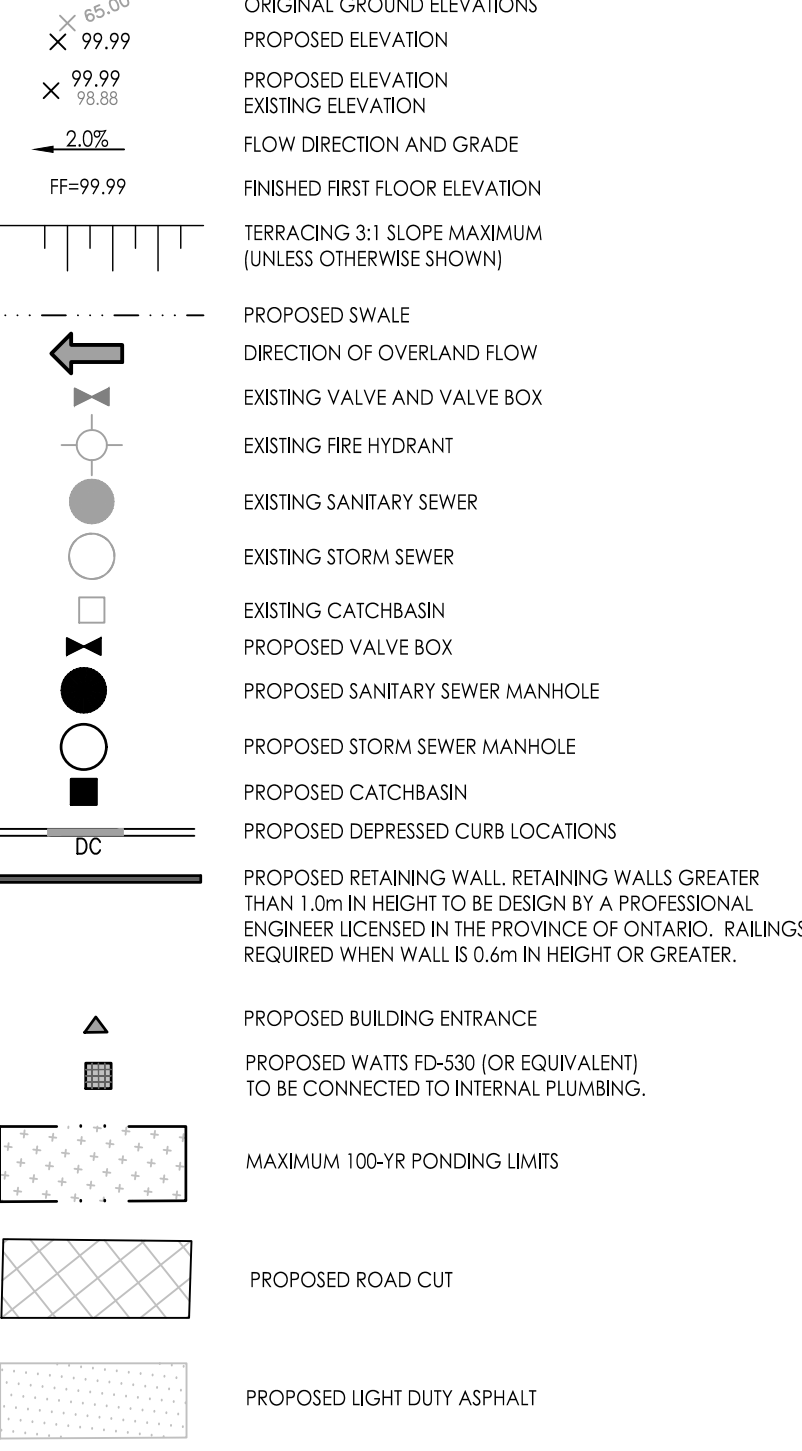 65.00 ORIGINAL GROUND ELEVATIONS
99.99 PROPOSED ELEVATION
99.99 PROPOSED ELEVATION
98.88 EXISTING ELEVATION
2.0% FLOW DIRECTION AND GRADE
FF=99.99 FINISHED FIRST FLOOR ELEVATION
TERRACING 3:1 SLOPE MAXIMUM
(UNLESS OTHERWISE SHOWN)
PROPOSED SWALE
DIRECTION OF OVERLAND FLOW
EXISTING VALVE AND VALVE BOX
EXISTING FIRE HYDRANT
EXISTING SANITARY SEWER
EXISTING STORM SEWER
EXISTING CATCHBASIN
PROPOSED VALVE BOX
PROPOSED SANITARY SEWER MANHOLE
PROPOSED STORM SEWER MANHOLE
PROPOSED CATCHBASIN
PROPOSED DEPRESSED CURB LOCATIONS
DC
PROPOSED RETAINING WALL. RETAINING WALLS GREATER
THAN 1.0m IN HEIGHT TO BE DESIGN BY A PROFESSIONAL
ENGINEER LICENSED IN THE PROVINCE OF ONTARIO. RAILINGS
REQUIRED WHEN WALL IS 0.6m IN HEIGHT OR GREATER.
PROPOSED BUILDING ENTRANCE
PROPOSED WATTS FD-530 (OR EQUIVALENT)
TO BE CONNECTED TO INTERNAL PLUMBING.
MAXIMUM 100-YR PONDING LIMITS
PROPOSED ROAD CUT
PROPOSED LIGHT DUTY ASPHALT